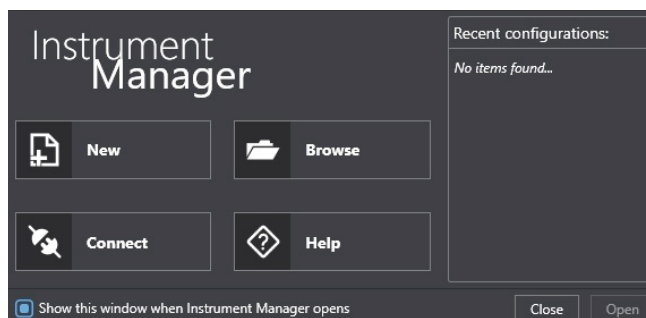 Instrument
Manager
Recent configurations:
No items found...
New
Browse
Connect
Help
Show this window when Instrument Manager opens
Close
Open